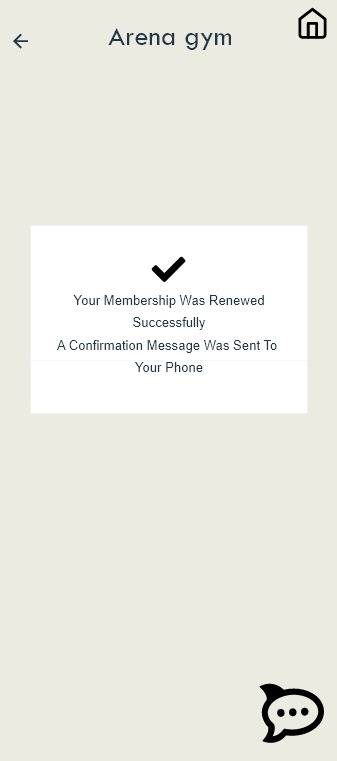 Arena gym
Your Membership Was Renewed
Successfully
A Confirmation Message Was Sent To
Your Phone